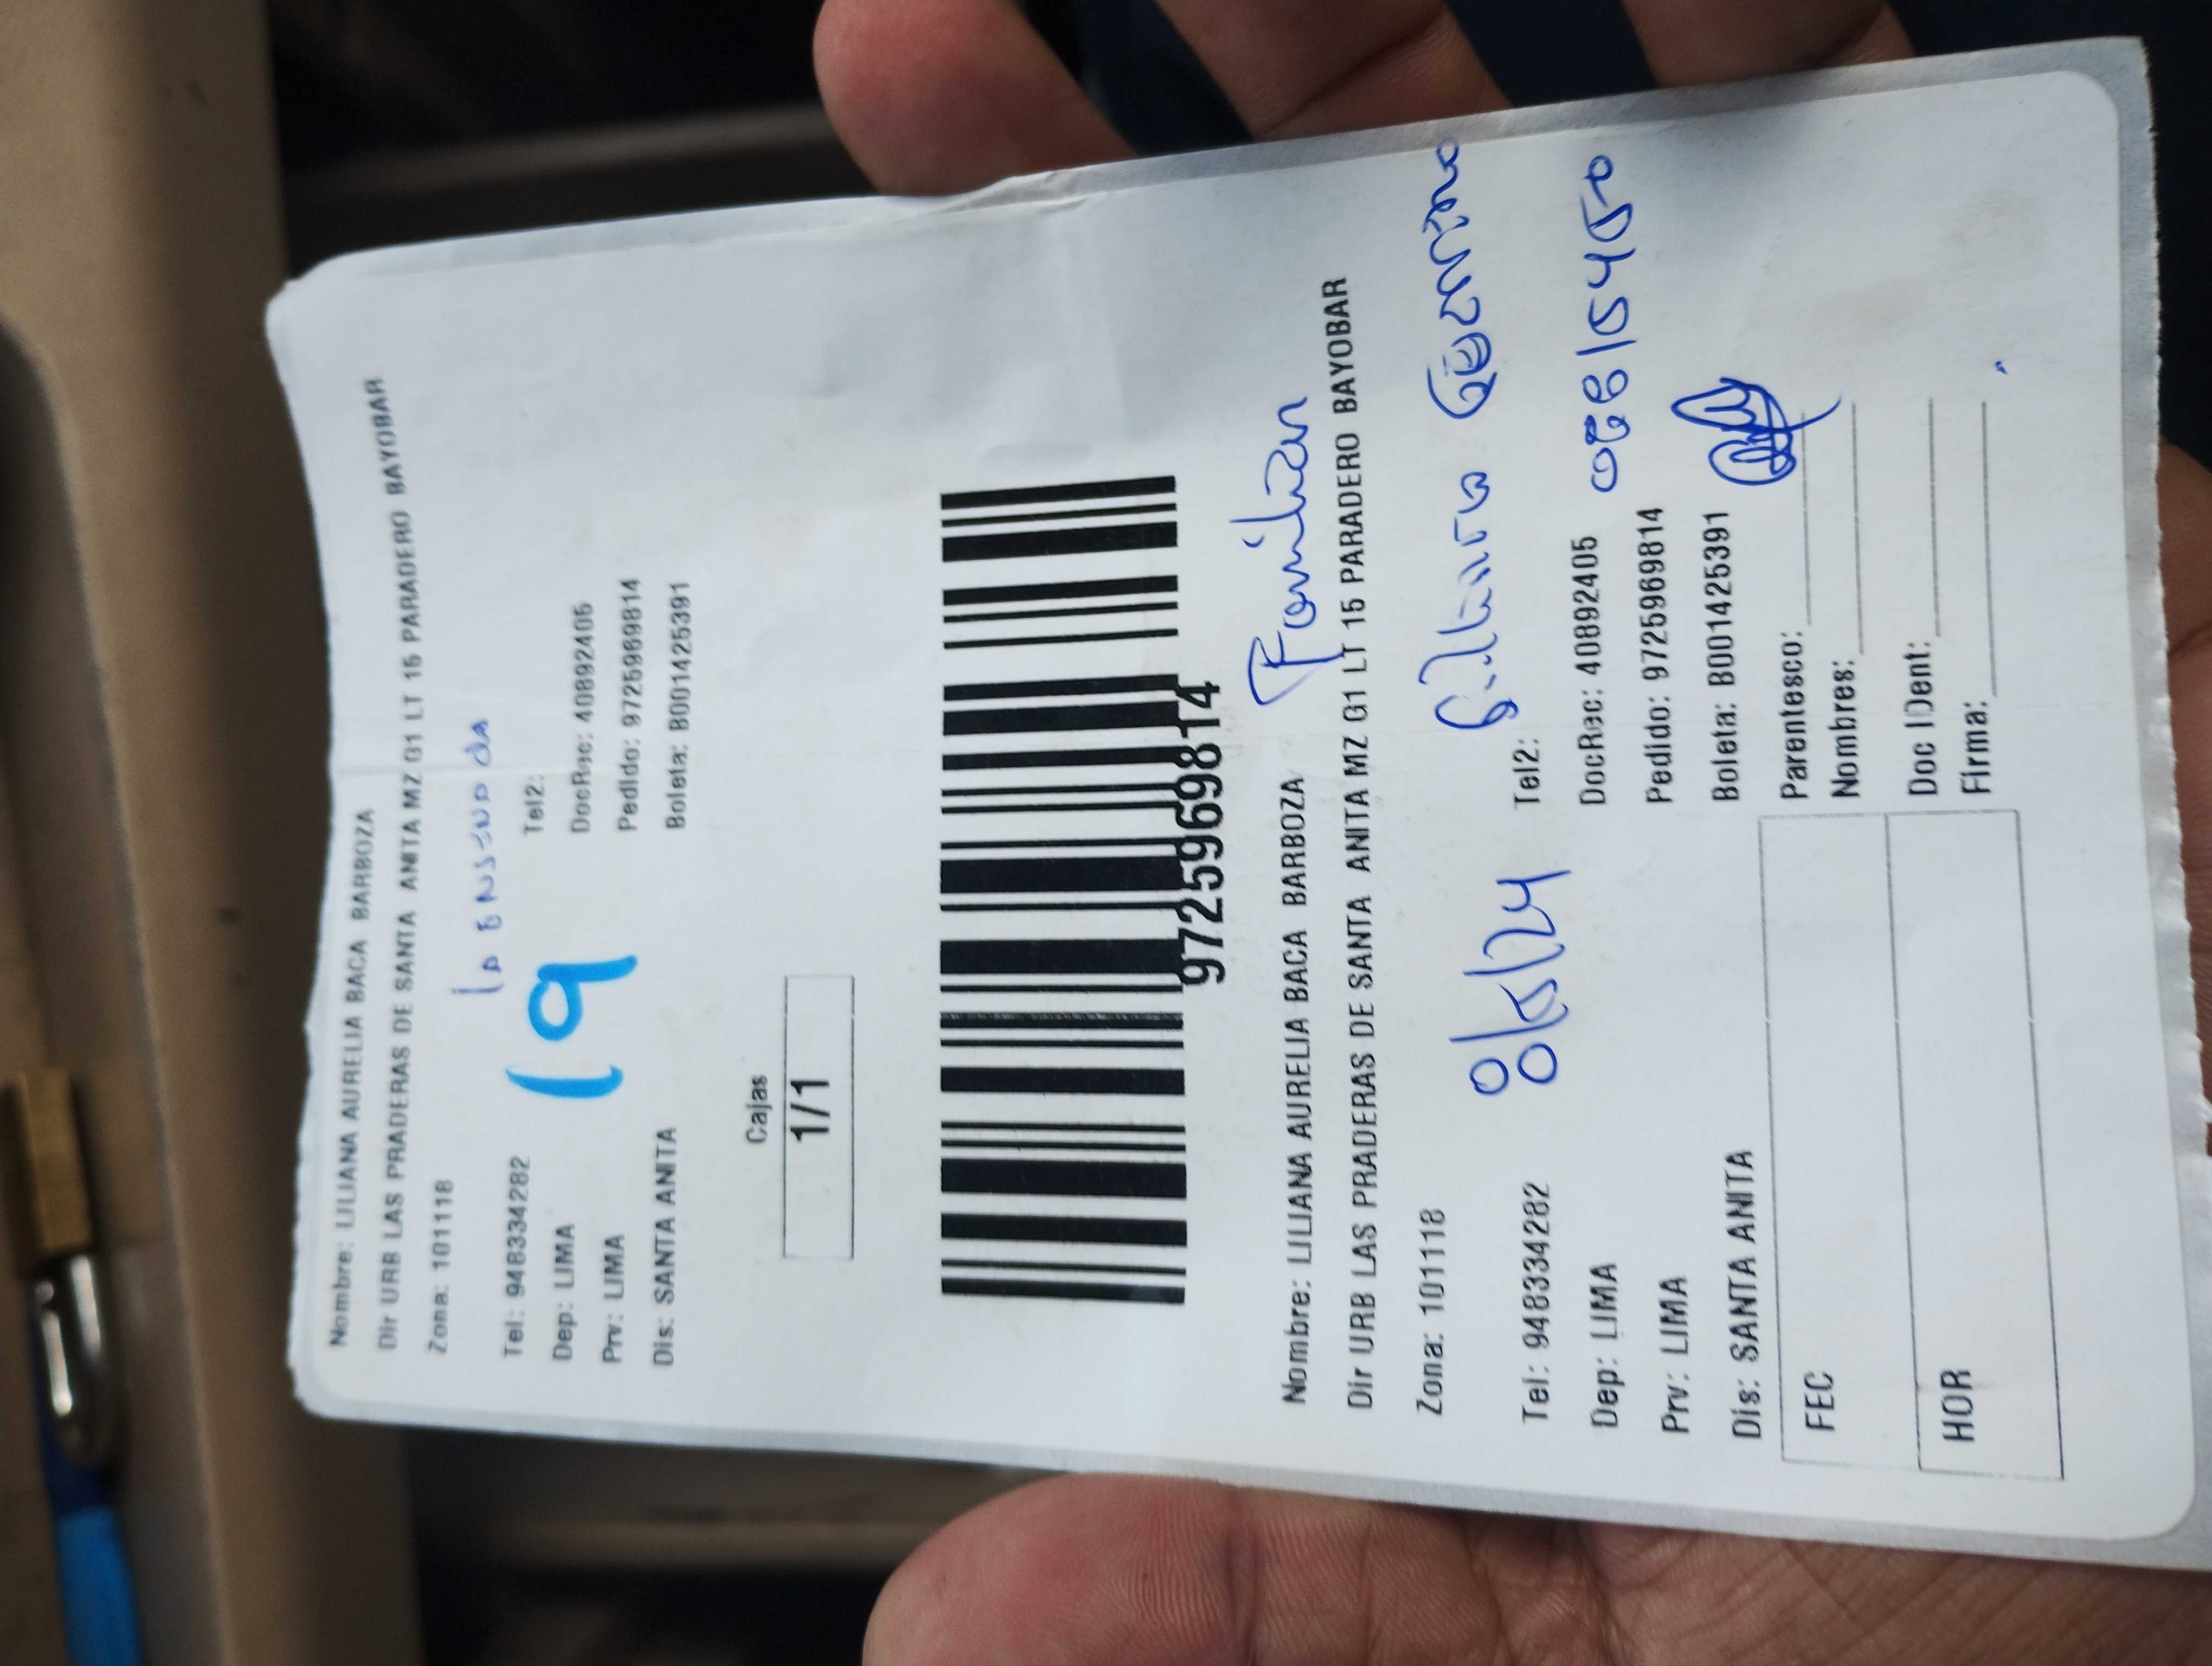 Nombre: LILIANA AURELIA BACA BARBOZA
Dir URB LAS PRADERAS DE SANTA ANITA MZ G1 LT 15 PARADERO BAYOBAR
Zona: 101118
la ensenada
Tel: 948334282 Tel2:
19
Dep: LIMA DocRec: 40892405
Prv: LIMA Pedido: 9725969814
Dis: SANTA ANITA Boleta: B001425391
Cajas
1/1
9725969814
Familiar
Nombre: LILIANA AURELIA BACA BARBOZA
Dir URB LAS PRADERAS DE SANTA ANITA MZ G1 LT 15 PARADERO BAYOBAR
Zona: 101118
Tel: 948334282 Tel2:
Dep: LIMA DocRec: 40892405
Prv: LIMA Pedido: 9725969814
Dis: SANTA ANITA Boleta: B001425391
FEC Parentesco:
Nombres:
HOR Doc IDent:
Firma: